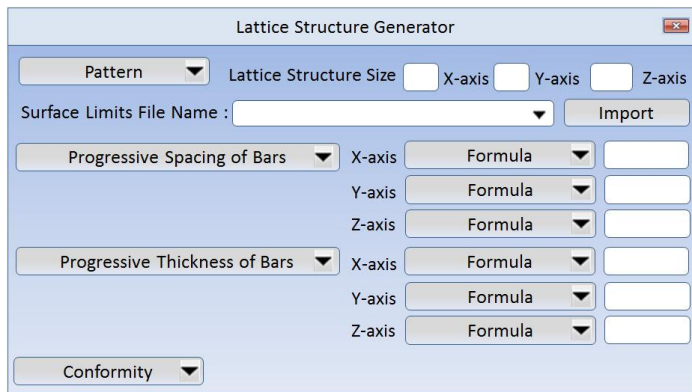 Lattice Structure Generator
Pattern Lattice Structure Size X-axis Y-axis Z-axis
Surface Limits File Name : Import
Progressive Spacing of Bars X-axis Formula
Y-axis Formula
Z-axis Formula
Progressive Thickness of Bars X-axis Formula
Y-axis Formula
Z-axis Formula
Conformity